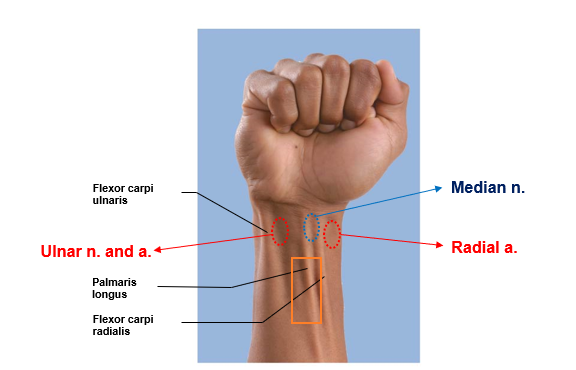 Flexor carpi
ulnaris
Median n.
Ulnar n. and a.
Radial a.
Palmaris
longus
Flexor carpi
radialis